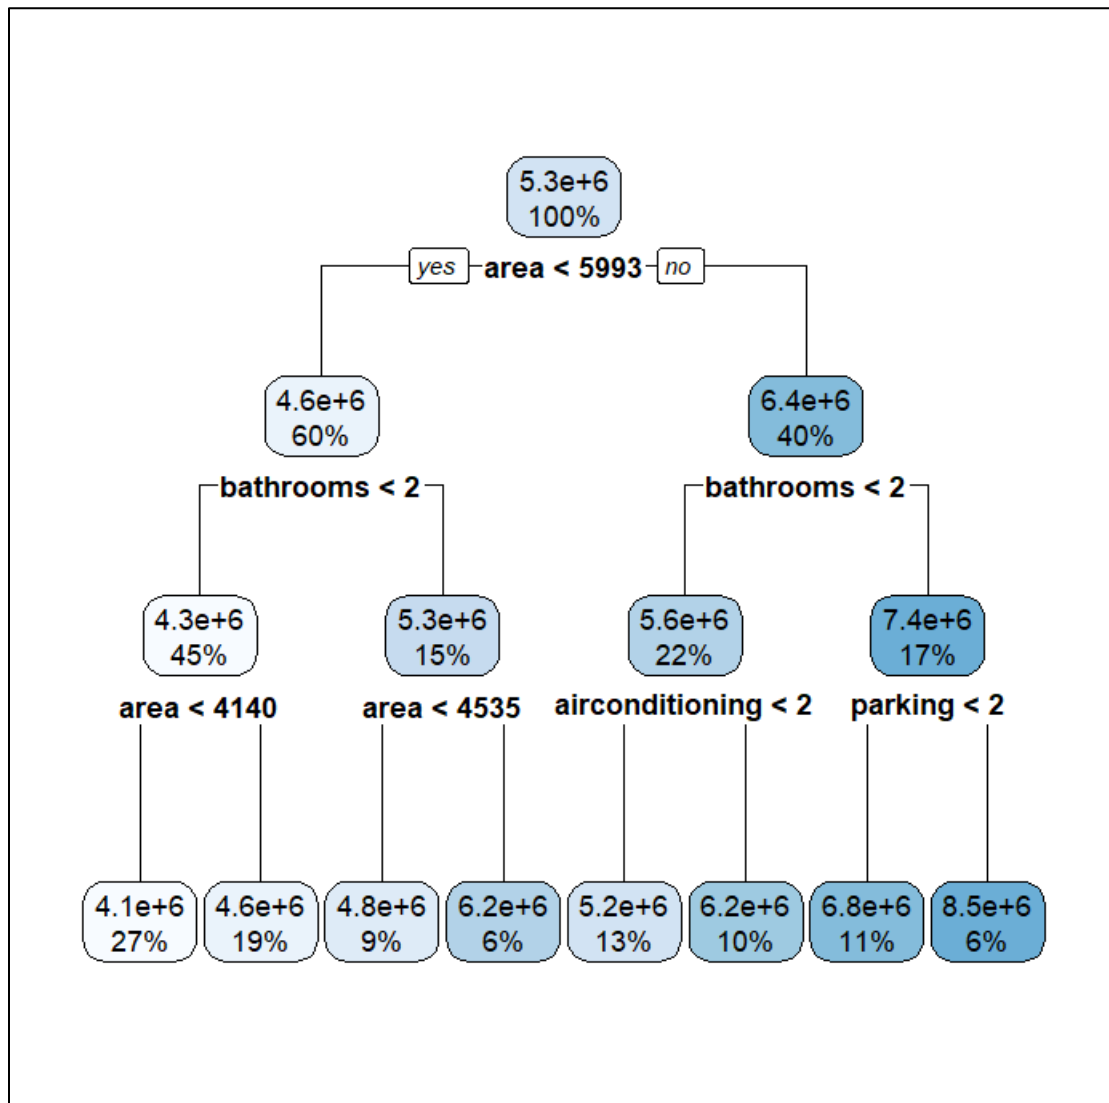 5.3e+6
100%
yes area < 5993 no
4.6e+6
60%
6.4e+6
40%
bathrooms < 2
bathrooms < 2
4.3e+6
45%
5.3e+6
15%
5.6e+6
22%
7.4e+6
17%
area < 4140
area < 4535
airconditioning < 2
parking < 2
4.1e+6
27%
4.6e+6
19%
4.8e+6
9%
6.2e+6
6%
5.2e+6
13%
6.2e+6
10%
6.8e+6
11%
8.5e+6
6%